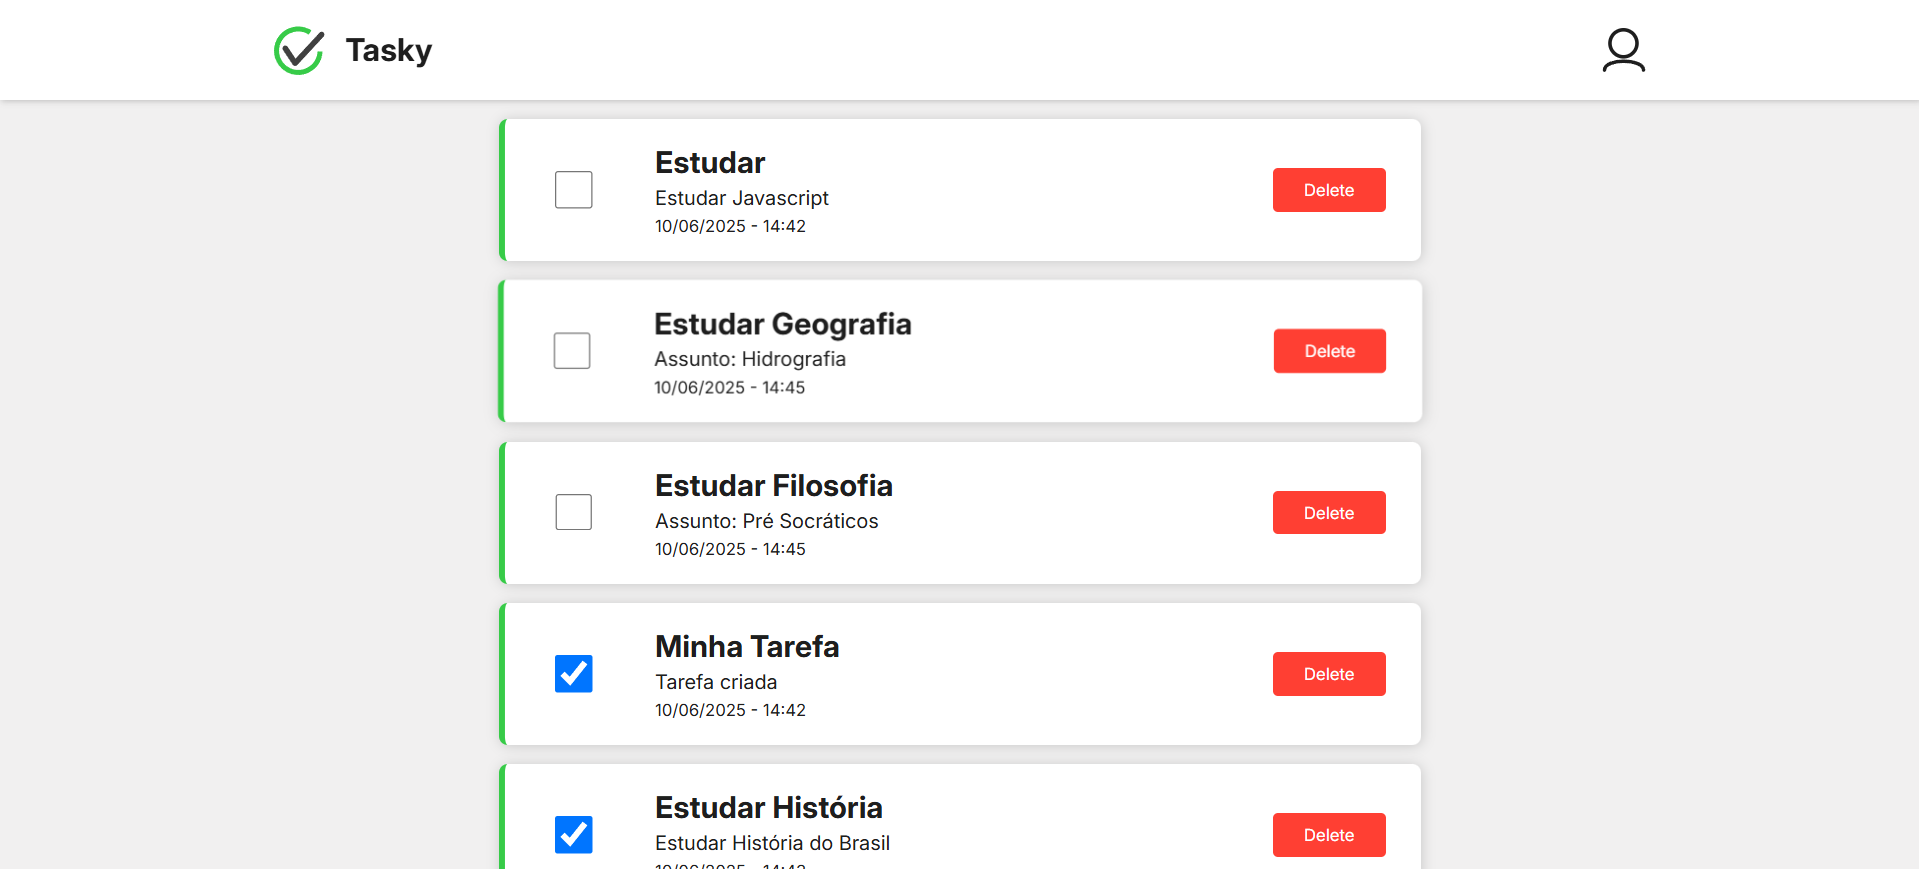 Tasky
Estudar
Estudar Javascript
10/06/2025 - 14:42
Delete
Estudar Geografia
Assunto: Hidrografia
10/06/2025 - 14:45
Delete
Estudar Filosofia
Assunto: Pré Socráticos
10/06/2025 - 14:45
Delete
Minha Tarefa
Tarefa criada
10/06/2025 - 14:42
Delete
Estudar História
Estudar História do Brasil
Delete